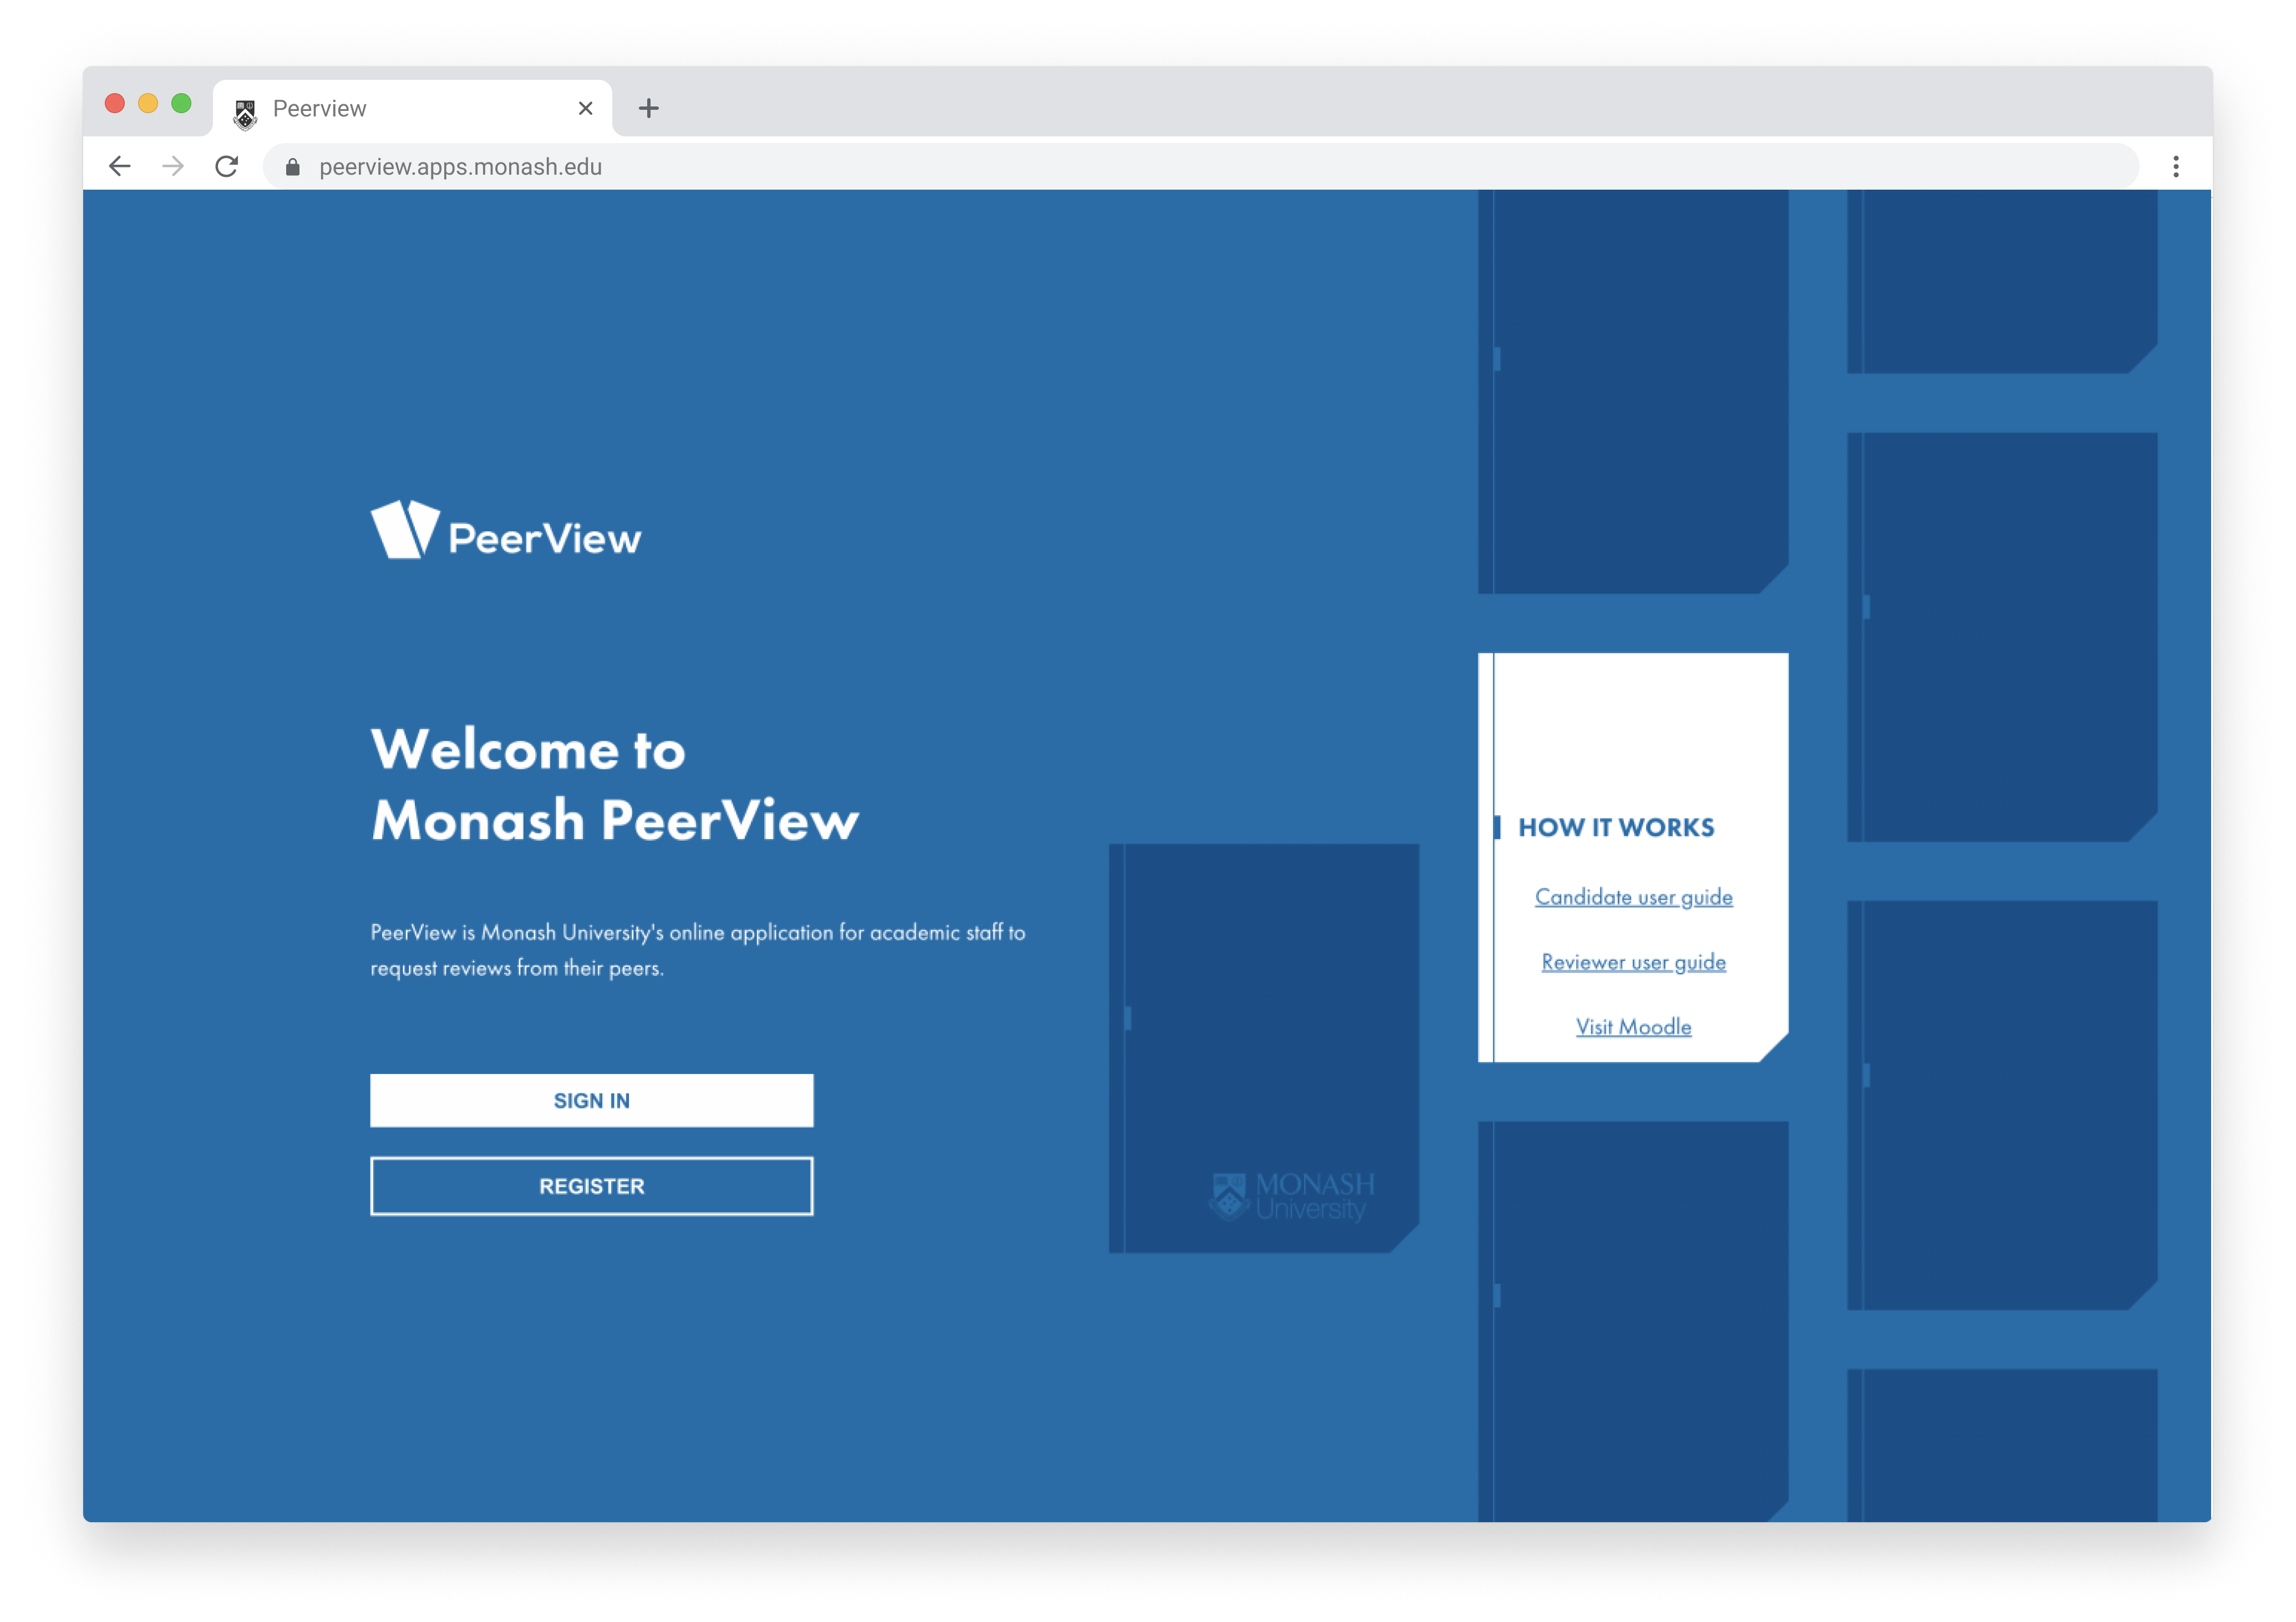 Peerview
peerview.apps.monash.edu
PeerView
Welcome to
Monash PeerView
PeerView is Monash University's online application for academic staff to
request reviews from their peers.
SIGN IN
REGISTER
MONASH
University
HOW IT WORKS
Candidate user guide
Reviewer user guide
Visit Moodle